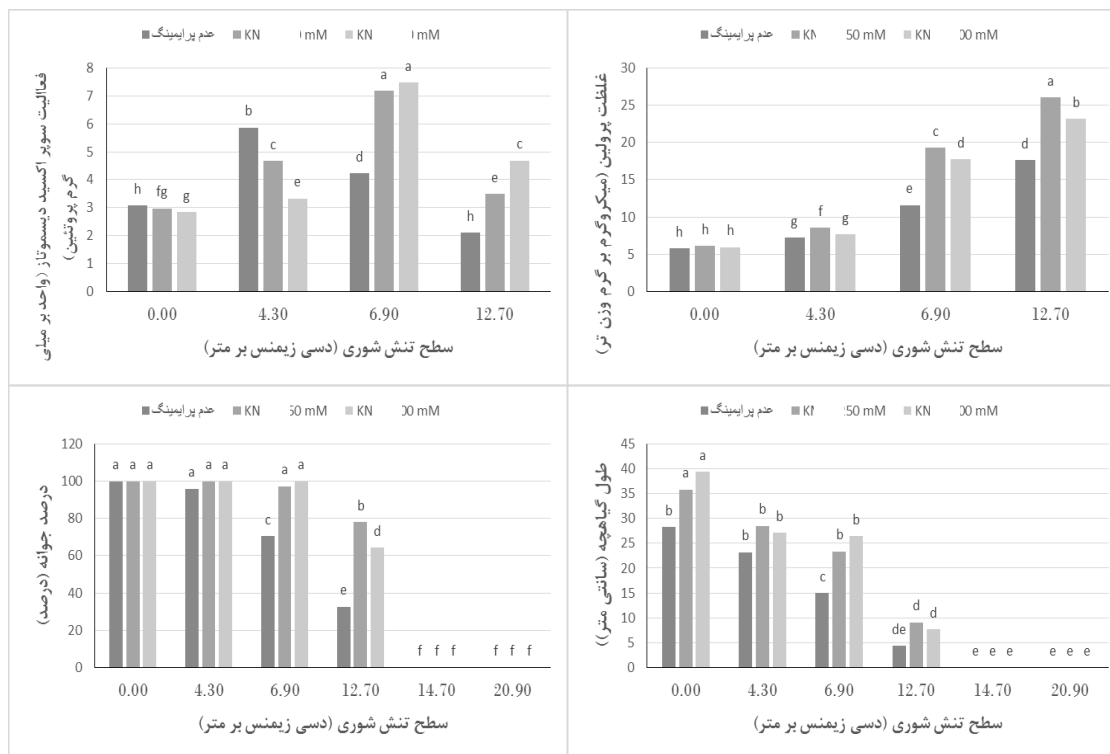 عدم پرایمینگ KN mM KN mM
فعاالیت سوپر اکسید دیسموتاز (واحد بر میلی
گرم پروتئین)
8
7
6
5
4
3
2
1
0
h fg g
b c e
d a a
h e c
0.00 4.30 6.90 12.70
سطح تنش شوری (دسی زیمنس بر متر)
عدم پرایمینگ KN 50 mM KN 00 mM
غلظت پرولین (میکروگرم بر گرم وزن تر)
30
25
20
15
10
5
0
h h h
g f g
e c d
d a b
0.00 4.30 6.90 12.70
سطح تنش شوری (دسی زیمنس بر متر)
عدم پرایمینگ KN 50 mM KN 00 mM
درصد جوانه (درصد)
120
100
80
60
40
20
0
a a a
a a a
c a a
e b d
f f f
f f f
0.00 4.30 6.90 12.70 14.70 20.90
سطح تنش شوری (دسی زیمنس بر متر)
عدم پرایمینگ KN 250 mM KN 00 mM
طول گیاهچه (سانتی متر))
45
40
35
30
25
20
15
10
5
0
b a a
b b b
c b b
de d d
e e e
e e e
0.00 4.30 6.90 12.70 14.70 20.90
سطح تنش شوری (دسی زیمنس بر متر)